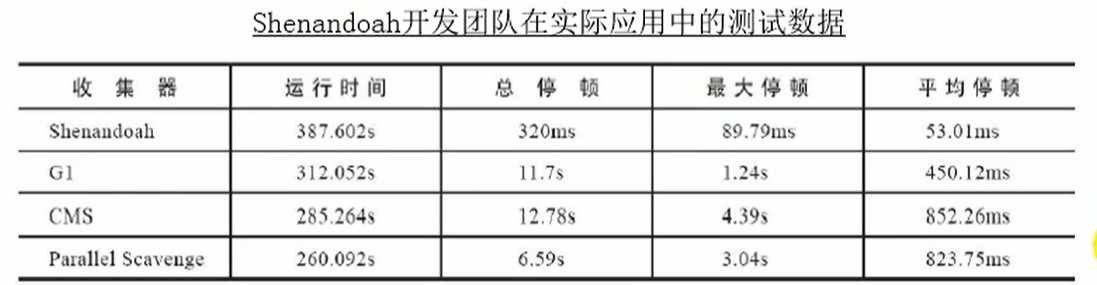 Shenandoah开发团队在实际应用中的测试数据
收集器 运行时间 总停顿 最大停顿 平均停顿
Shenandoah 387.602s 320ms 89.79ms 53.01ms
G1 312.052s 11.7s 1.24s 450.12ms
CMS 285.264s 12.78s 4.39s 852.26ms
Parallel Scavenge 260.092s 6.59s 3.04s 823.75ms